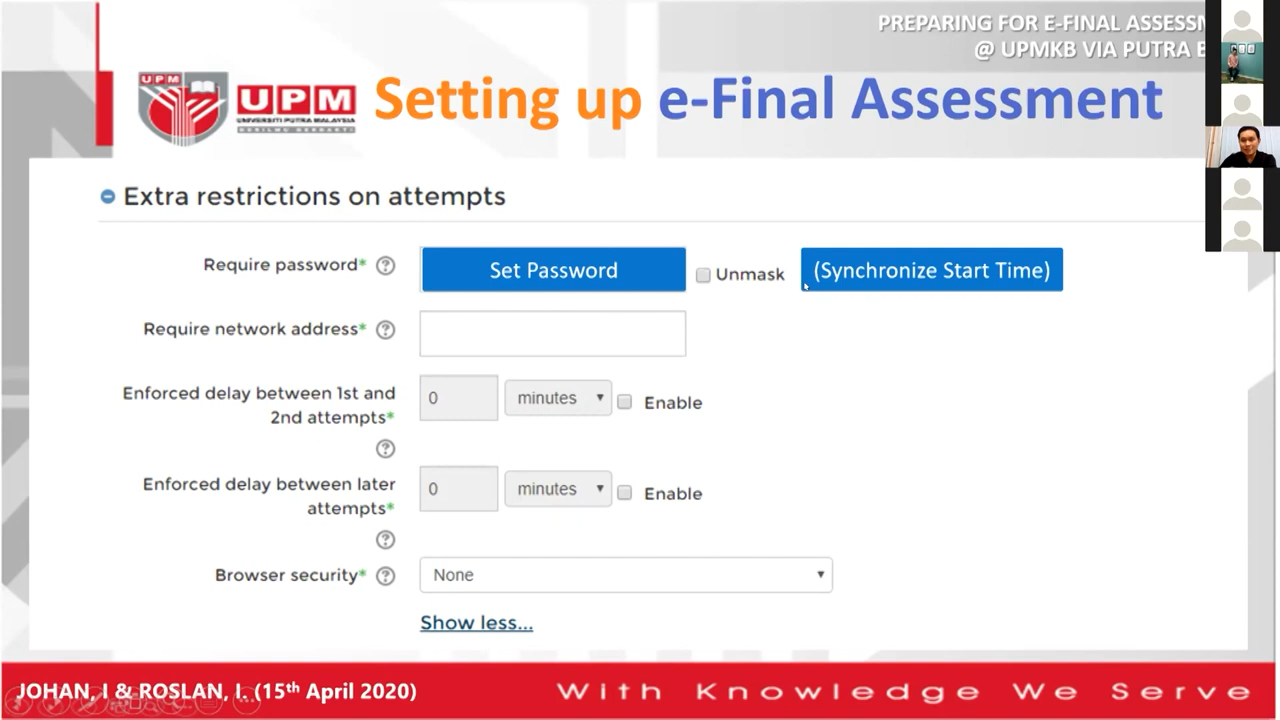 PREPARING FOR E-FINAL ASSESSM
@ UPMKB VIA PUTRA
UPM
UPM
UNIVERSITI PUTRA MALAYSIA
BERILMU BERBAKTI
Setting up e-Final Assessment
Extra restrictions on attempts
Require password* Set Password Unmask (Synchronize Start Time)
Require network address*
Enforced delay between 1st and
2nd attempts*
0 minutes Enable
Enforced delay between later
attempts*
0 minutes Enable
Browser security* None
Show less...
JOHAN, I & ROSLAN, I. (15th April 2020)
With Knowledge We Serve